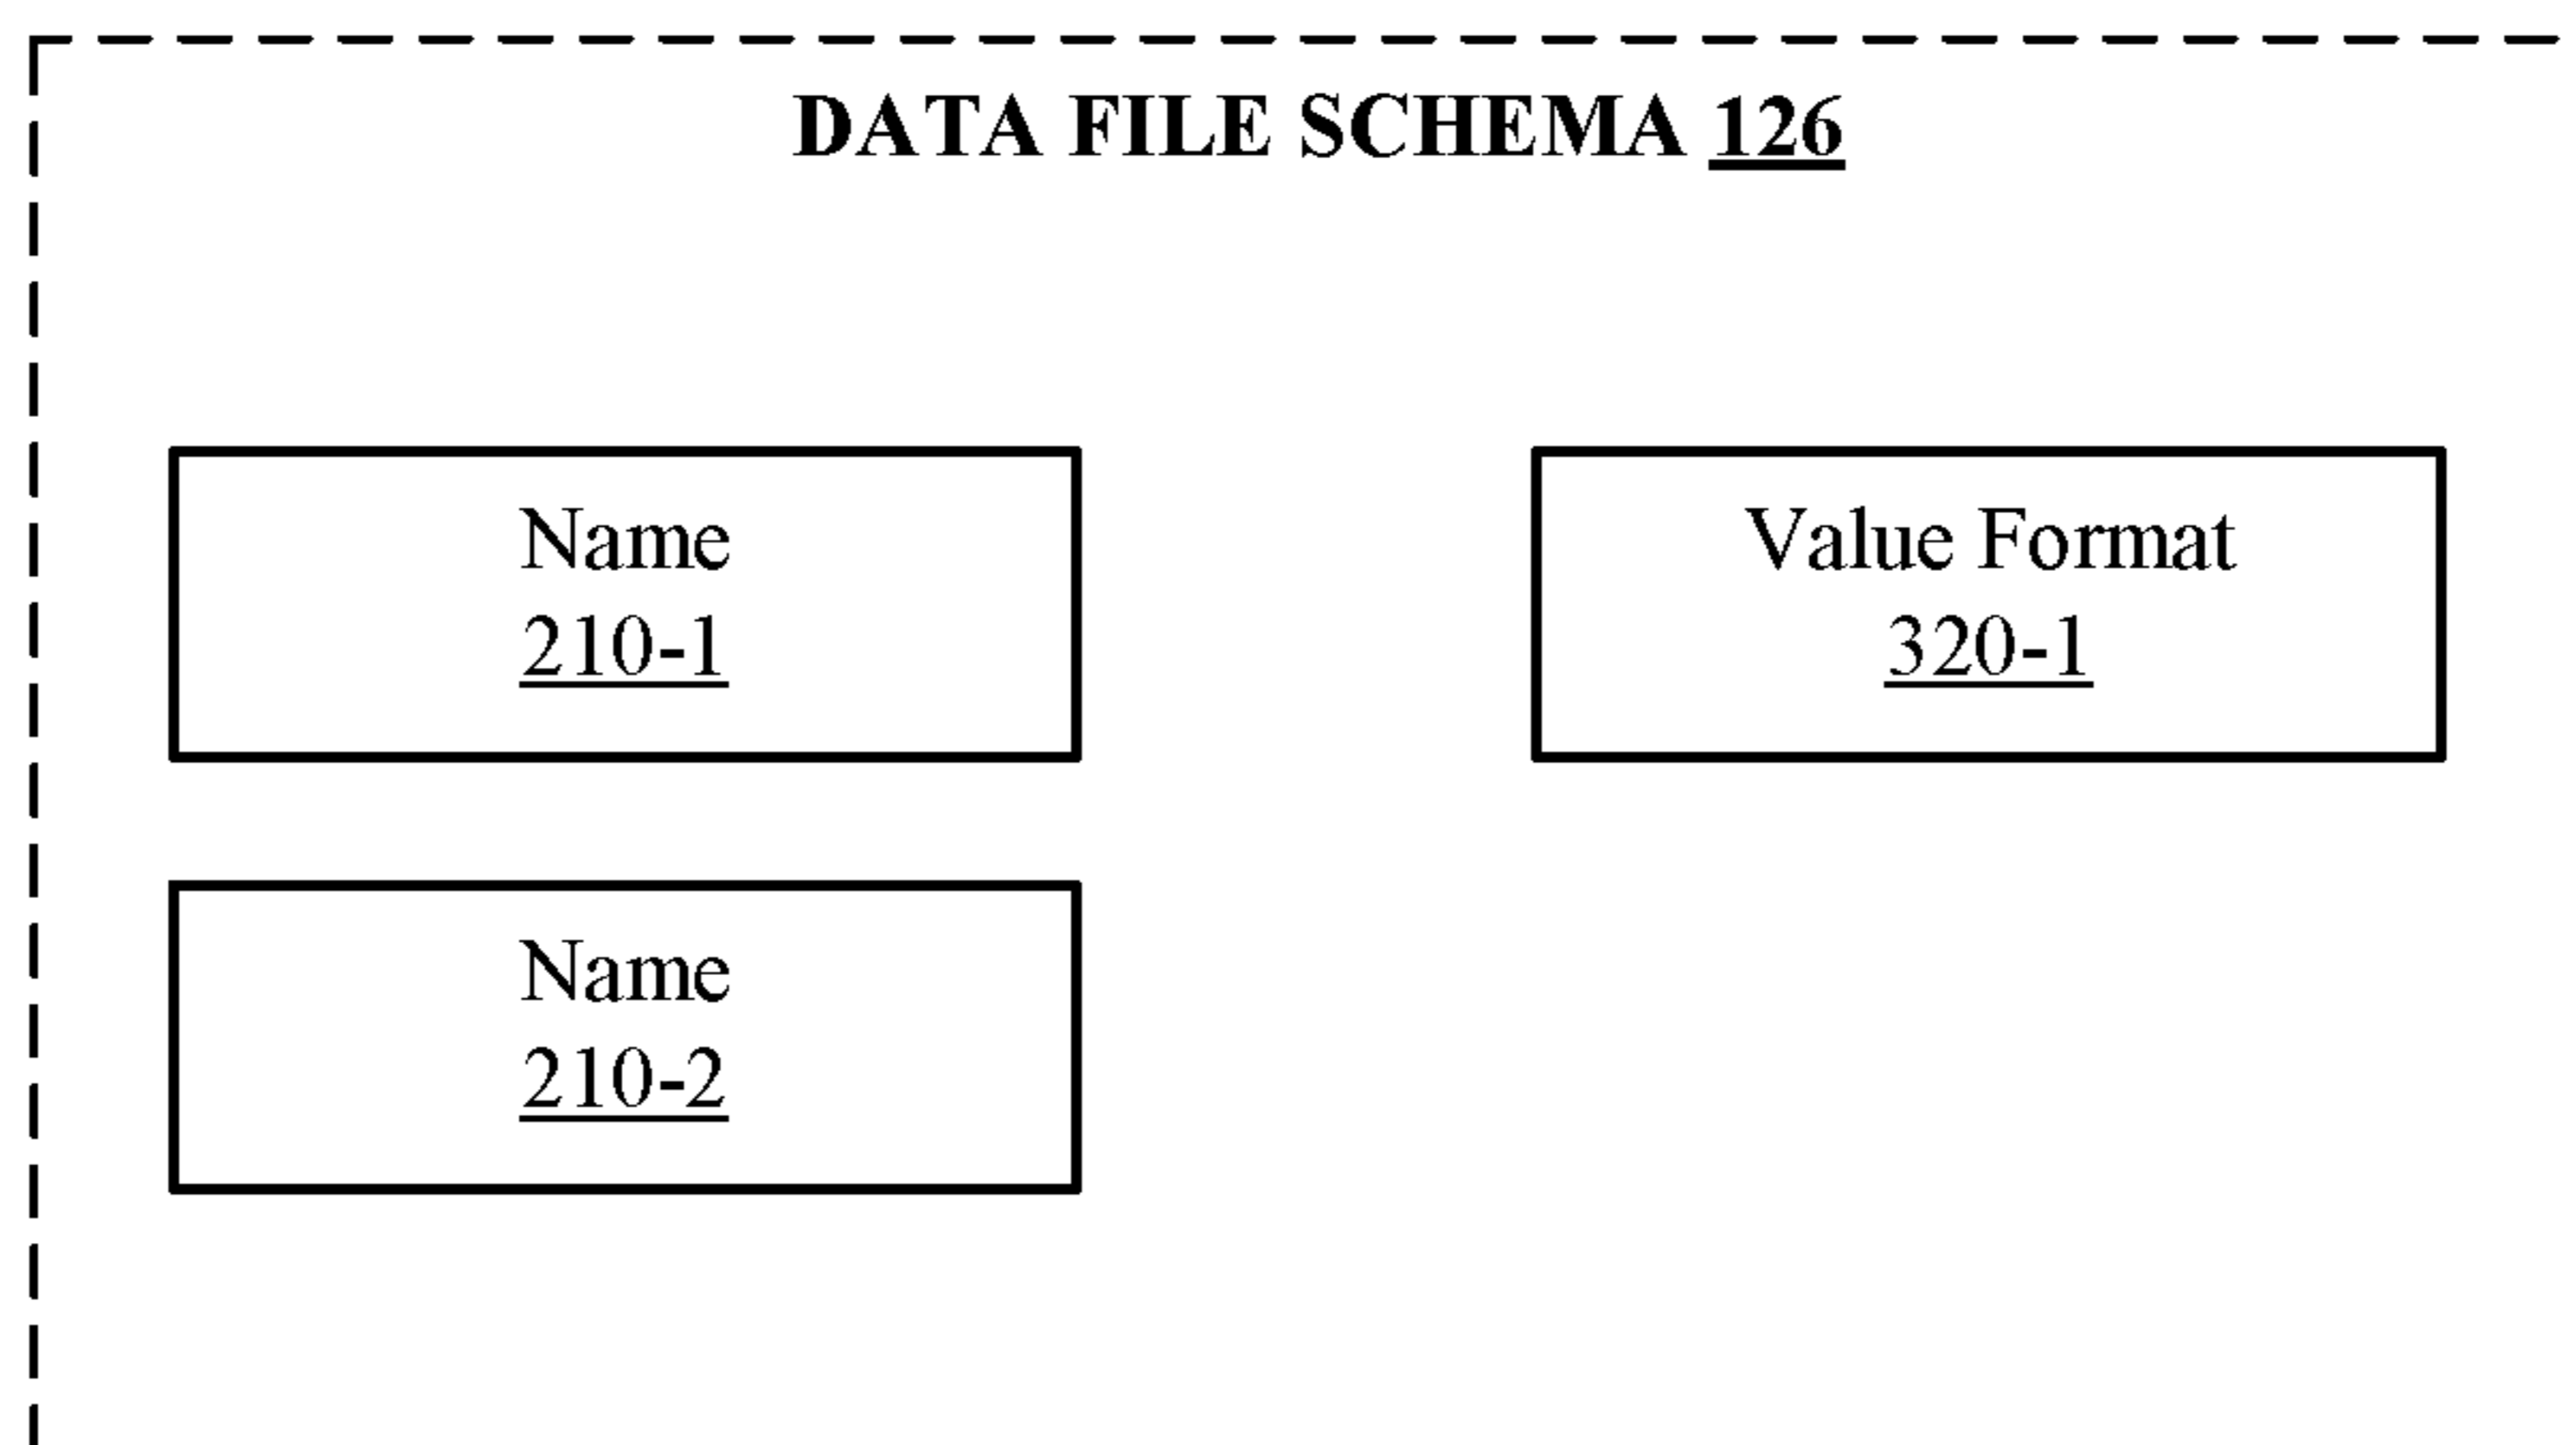 DATA FILE SCHEMA 126
Name
210-1
Value Format
320-1
Name
210-2